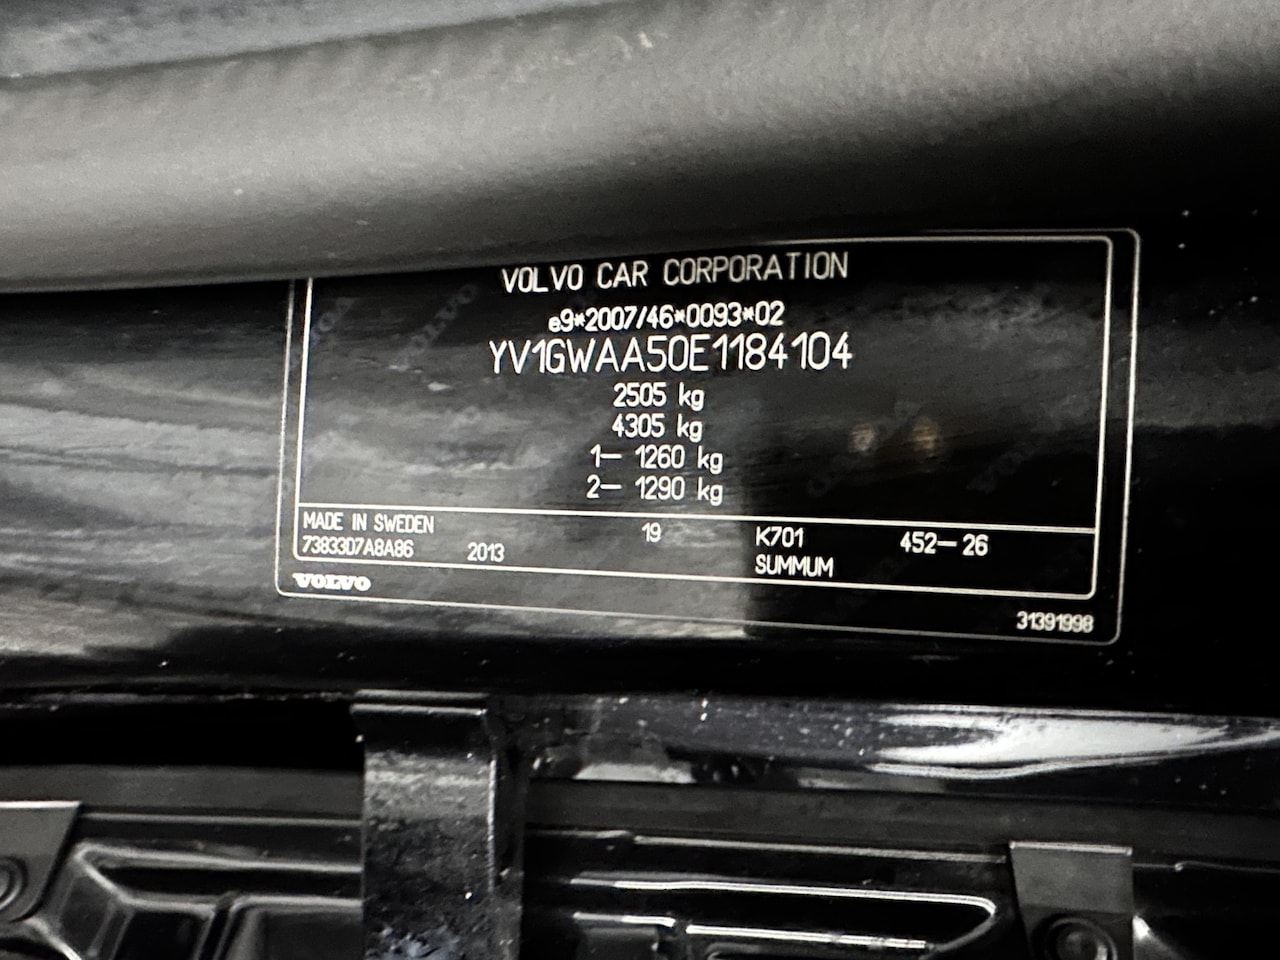 VOLVO CAR CORPORATION
e9*2007/46*0093*02
YV1GWAA50E1184104
2505 kg
4305 kg
1– 1260 kg
2– 1290 kg
MADE IN SWEDEN 19 K701 452–26
7383307A8A86 2013 SUMMUM
VOLVO
31391998